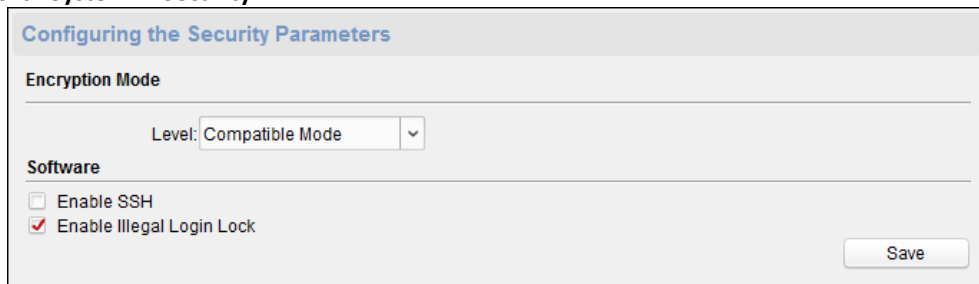 Configuring the Security Parameters
Encryption Mode
Level: Compatible Mode
Software
Enable SSH
Enable Illegal Login Lock
Save